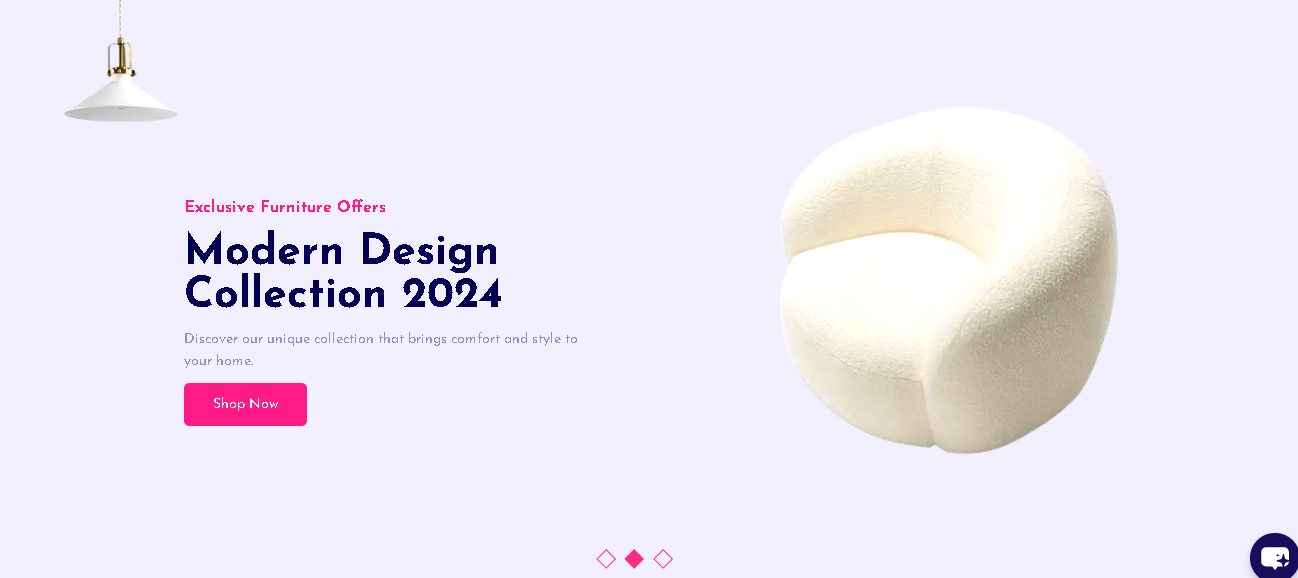 Exclusive Furniture Offers
Modern Design
Collection 2024
Discover our unique collection that brings comfort and style to
your home.
Shop Now